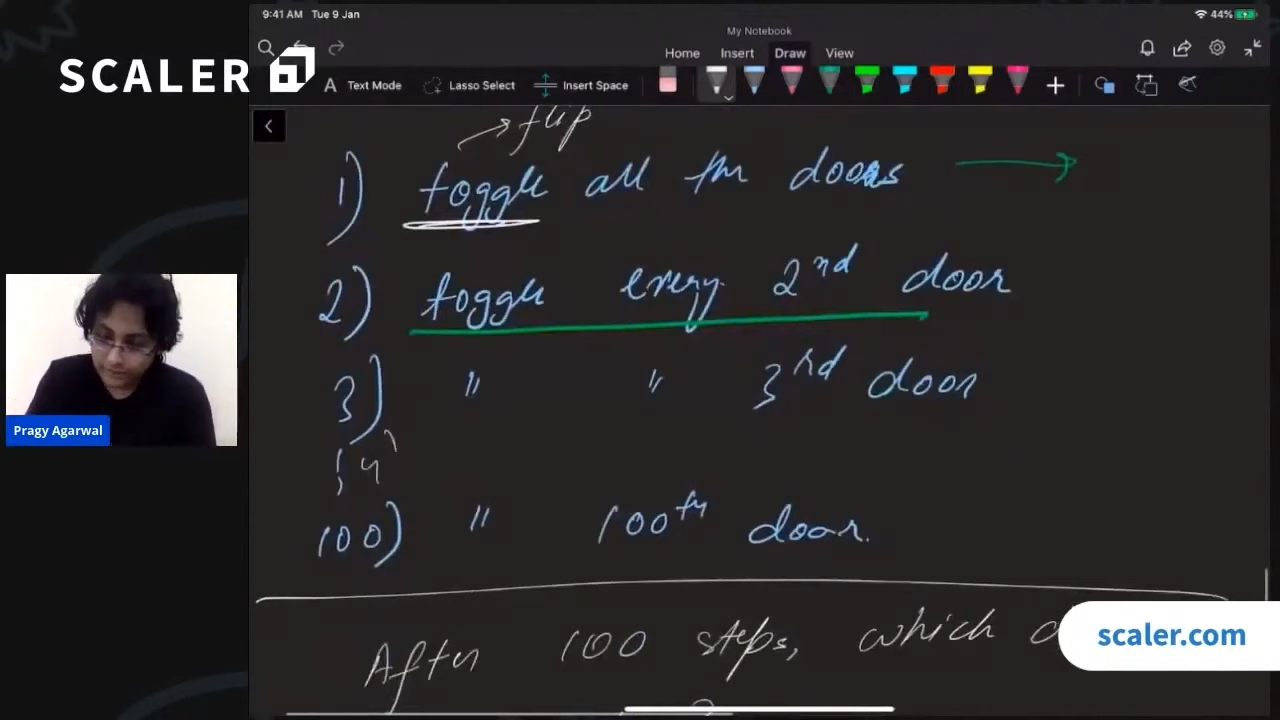 9:41 AM Tue 9 Jan
44%
My Notebook
Home Insert Draw View
SCALER
A Text Mode Lasso Select Insert Space
flip
1) toggle all the doors
2) toggle every 2nd door
3) " " 3rd door
4)
100) " 100th door.
Pragy Agarwal
After 100 steps, which
scaler.com